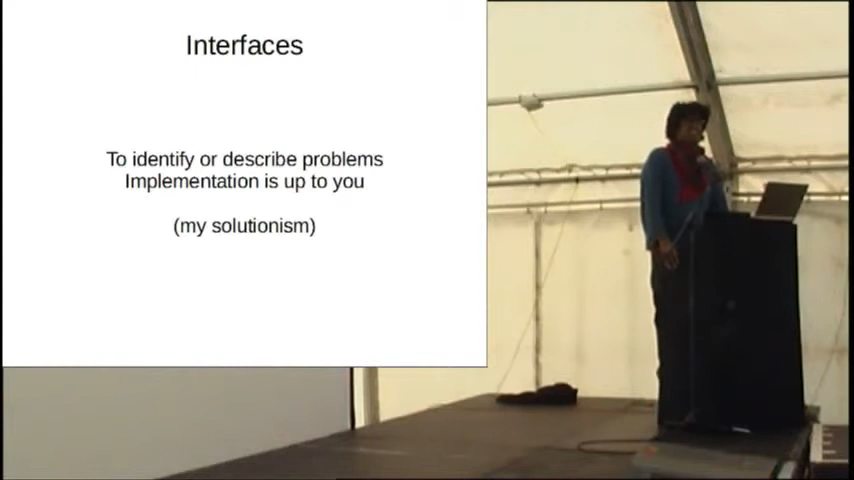 Interfaces
To identify or describe problems
Implementation is up to you
(my solutionism)